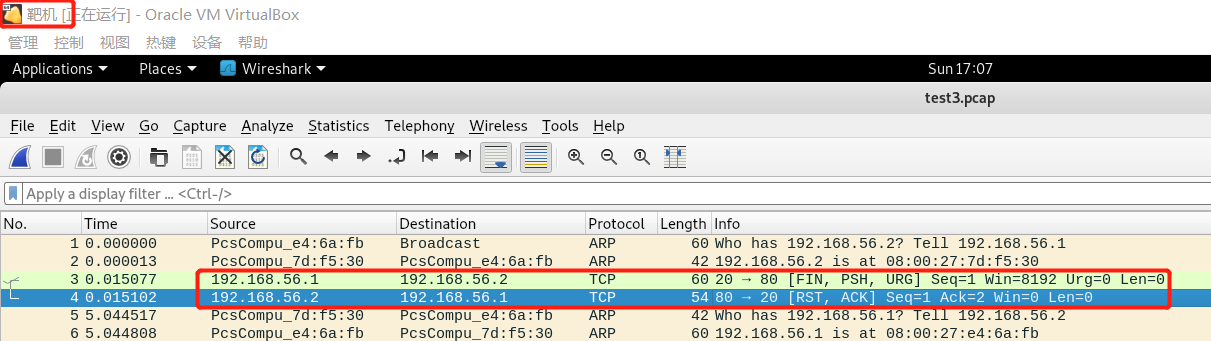 靶机 [正在运行] - Oracle VM VirtualBox
管理 控制 视图 热键 设备 帮助
Applications Places Wireshark Sun 17:07
test3.pcap
File Edit View Go Capture Analyze Statistics Telephony Wireless Tools Help
Apply a display filter ... <Ctrl-/>
No. Time Source Destination Protocol Length Info
1 0.000000 PcsCompu_e4:6a:fb Broadcast ARP 60 Who has 192.168.56.2? Tell 192.168.56.1
2 0.000013 PcsCompu_7d:f5:30 PcsCompu_e4:6a:fb ARP 42 192.168.56.2 is at 08:00:27:7d:f5:30
3 0.015077 192.168.56.1 192.168.56.2 TCP 60 20 → 80 [FIN, PSH, URG] Seq=1 Win=8192 Urg=0 Len=0
4 0.015102 192.168.56.2 192.168.56.1 TCP 54 80 → 20 [RST, ACK] Seq=1 Ack=2 Win=0 Len=0
5 5.044517 PcsCompu_7d:f5:30 PcsCompu_e4:6a:fb ARP 42 Who has 192.168.56.1? Tell 192.168.56.2
6 5.044808 PcsCompu_e4:6a:fb PcsCompu_7d:f5:30 ARP 60 192.168.56.1 is at 08:00:27:e4:6a:fb